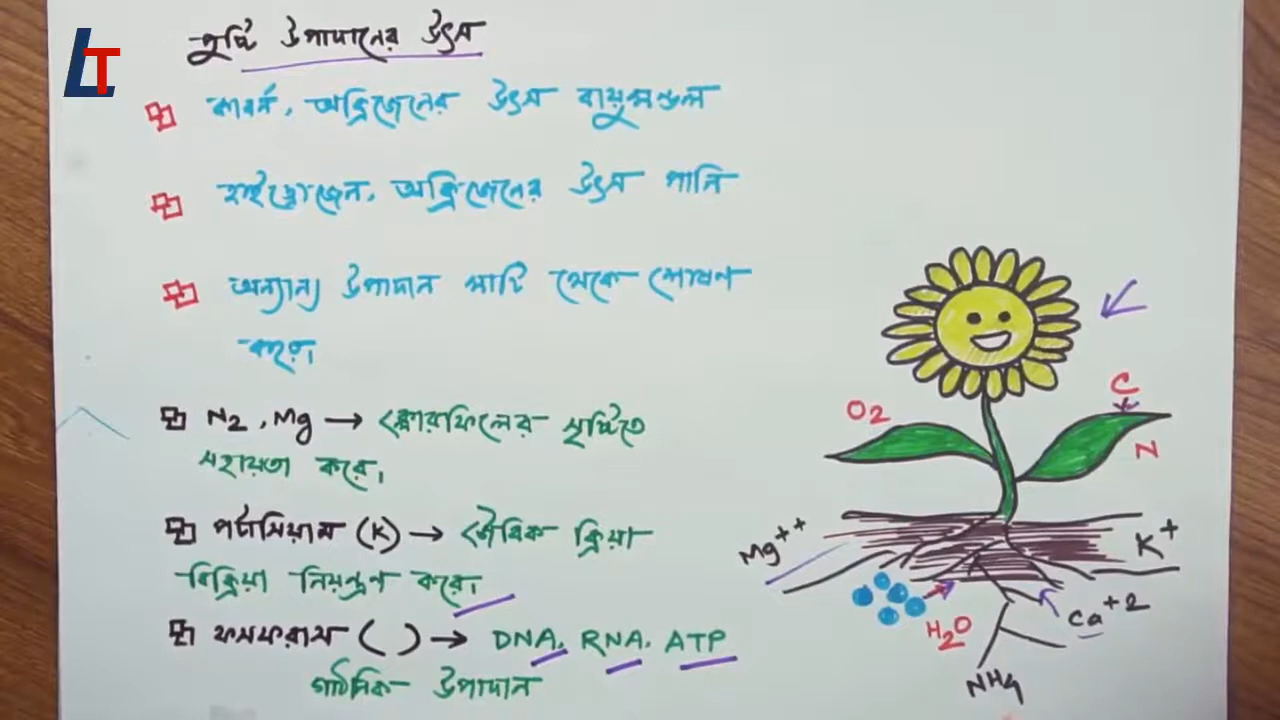 LT
পুষ্টি উপাদানের উৎস
কার্বন, অক্সিজেনের উৎস বায়ুমণ্ডল
হাইড্রোজেন, অক্সিজেনের উৎস পানি
অন্যান্য উপাদান মাটি থেকে শোষণ
করে।
N2, Mg → ক্লোরোফিলের সৃষ্টিতে
সহায়তা করে।
পটাসিয়াম (K) → জৈবিক ক্রিয়া
বিক্রিয়া নিয়ন্ত্রণ করে।
ফসফরাস ( ) → DNA, RNA, ATP
গাঠনিক উপাদান
C
O2
N
Mg++
K+
H2O
Ca+2
NH4